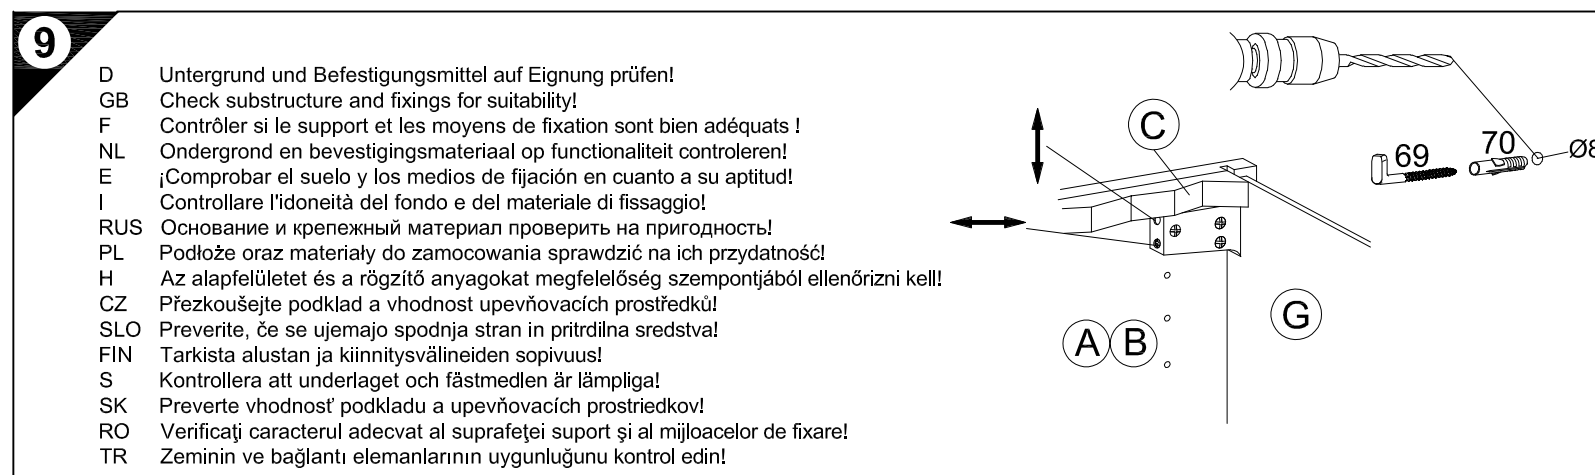 9
D Untergrund und Befestigungsmittel auf Eignung prüfen!
GB Check substructure and fixings for suitability!
F Contrôler si le support et les moyens de fixation sont bien adéquats !
NL Ondergrond en bevestigingsmateriaal op functionaliteit controleren!
E ¡Comprobar el suelo y los medios de fijación en cuanto a su aptitud!
I Controllare l'idoneità del fondo e del materiale di fissaggio!
RUS Основание и крепежный материал проверить на пригодность!
PL Podłoże oraz materiały do zamocowania sprawdzić na ich przydatność!
H Az alapfelületet és a rögzítő anyagokat megfelelőség szempontjából ellenőrizni kell!
CZ Přezkoušejte podklad a vhodnost upevňovacích prostředků!
SLO Preverite, če se ujemajo spodnja stran in pritrdilna sredstva!
FIN Tarkista alustan ja kiinnitysvälineiden sopivuus!
S Kontrollera att underlaget och fästmedlen är lämpliga!
SK Preverte vhodnosť podkladu a upevňovacích prostriedkov!
RO Verificaţi caracterul adecvat al suprafeţei suport şi al mijloacelor de fixare!
TR Zeminin ve bağlantı elemanlarının uygunluğunu kontrol edin!
C
69
70
Ø8
G
A B